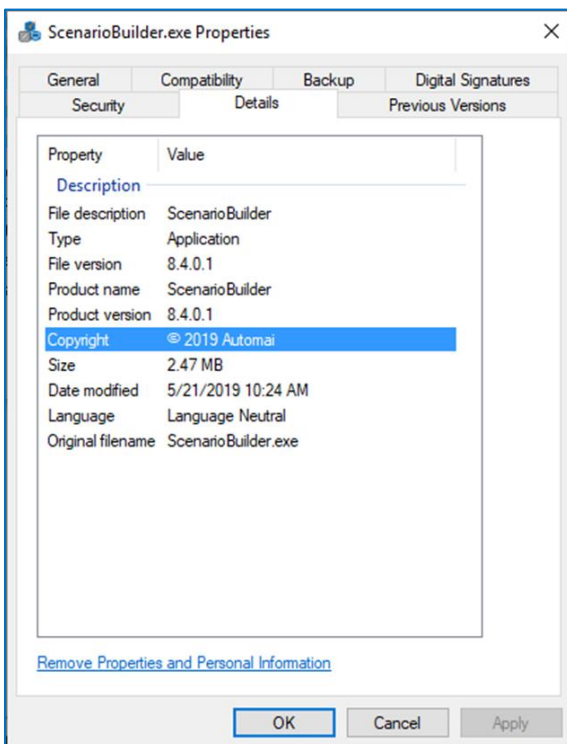 ScenarioBuilder.exe Properties
General Compatibility Backup Digital Signatures
Security Details Previous Versions
Property Value
Description
File description ScenarioBuilder
Type Application
File version 8.4.0.1
Product name ScenarioBuilder
Product version 8.4.0.1
Copyright © 2019 Automai
Size 2.47 MB
Date modified 5/21/2019 10:24 AM
Language Language Neutral
Original filename ScenarioBuilder.exe
Remove Properties and Personal Information
OK Cancel Apply